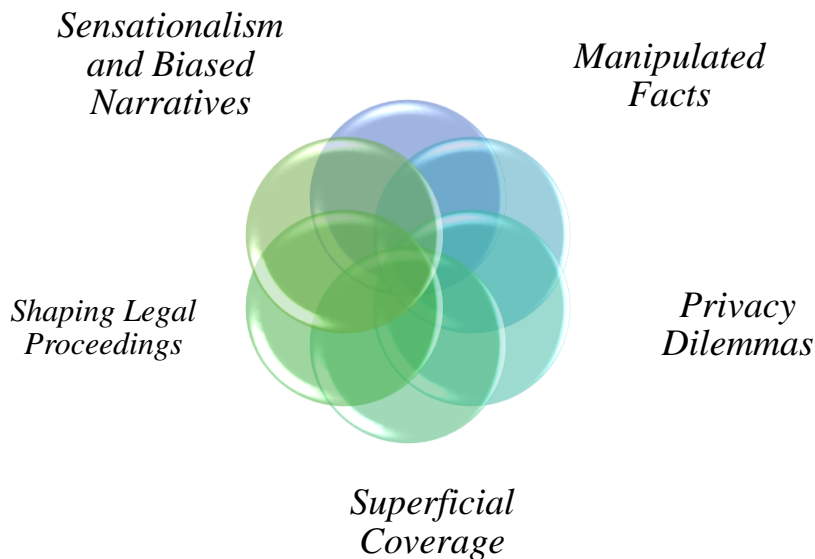 Sensationalism
and Biased
Narratives
Manipulated
Facts
Shaping Legal
Proceedings
Privacy
Dilemmas
Superficial
Coverage